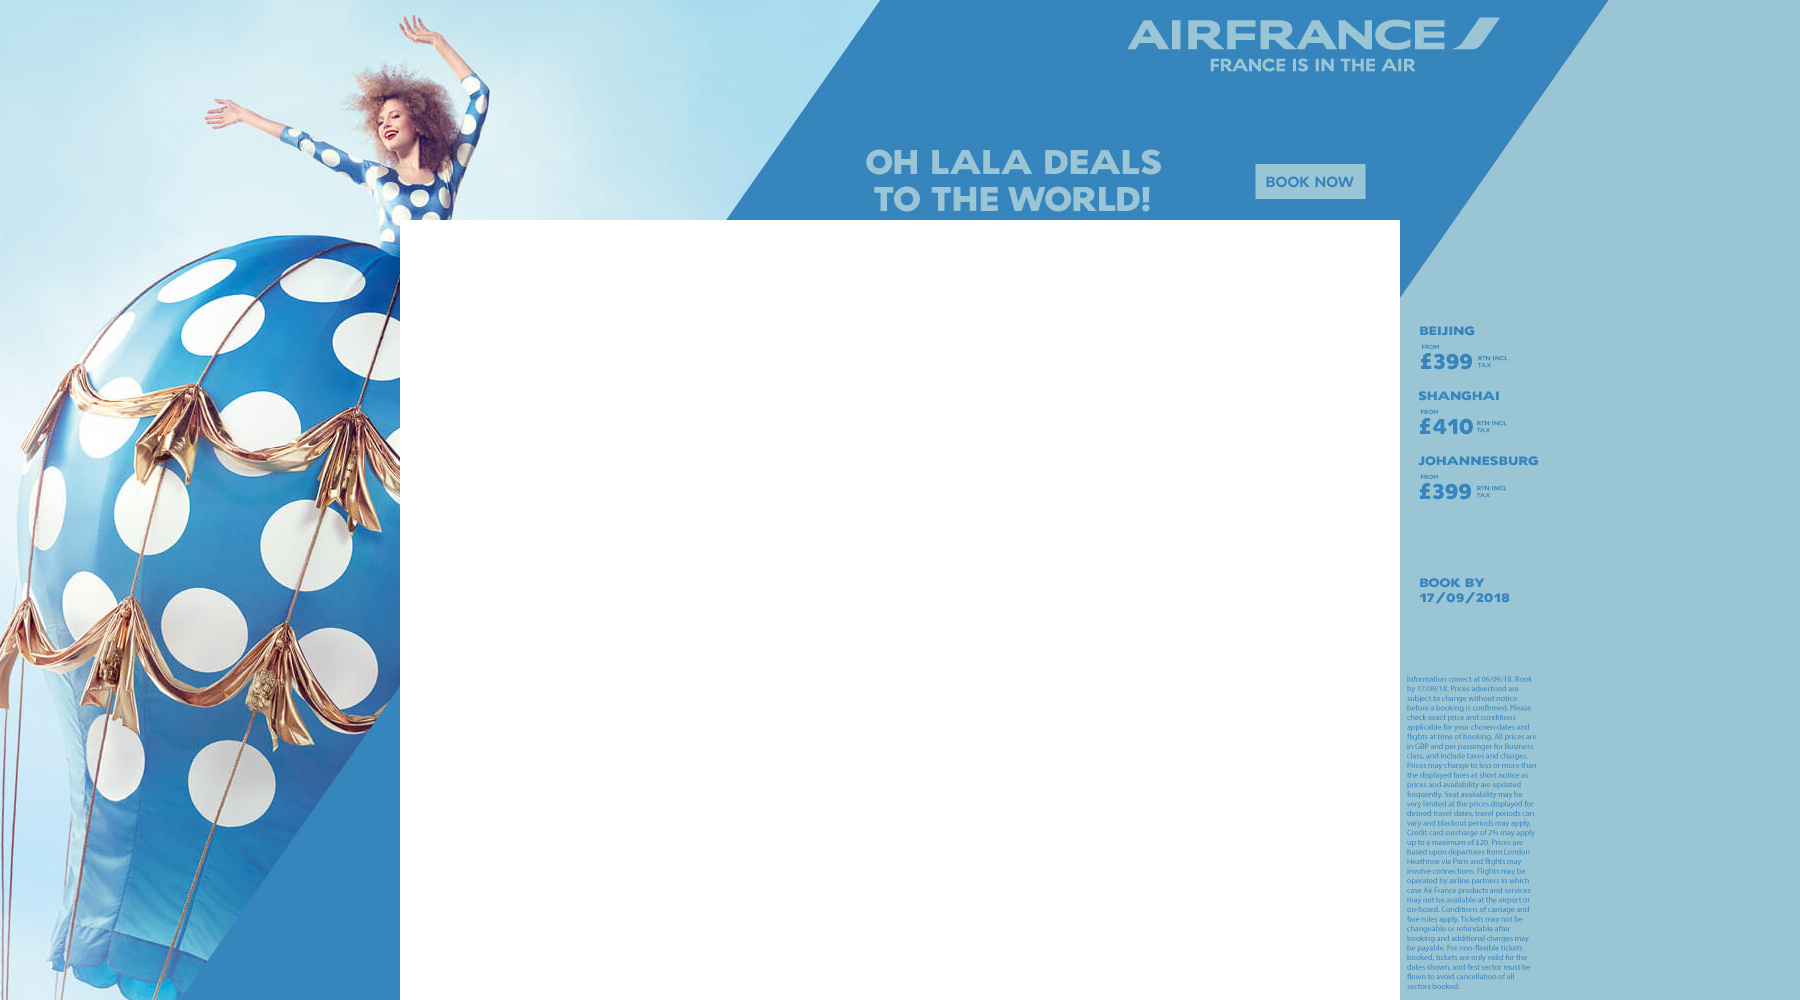 AIRFRANCE
FRANCE IS IN THE AIR
OH LALA DEALS
TO THE WORLD!
BOOK NOW
BEIJING
FROM
£399 RTN INCL
TAX
SHANGHAI
FROM
£410 RTN INCL
TAX
JOHANNESBURG
FROM
£399 RTN INCL
TAX
BOOK BY
17/09/2018
Information correct at 06/09/18. Book
by 17/09/18. Prices advertised are
subject to change without notice
before a booking is confirmed. Please
check exact price and conditions
applicable for your chosen dates and
flights at time of booking. All prices are
in GBP and per passenger for Business
class, and include taxes and charges.
Prices may change to less or more than
the displayed fares at short notice as
prices and availability are updated
frequently. Seat availability may be
very limited at the prices displayed for
desired travel dates, travel periods can
vary and blackout periods may apply.
Credit card surcharge of 2% may apply
up to a maximum of £20. Prices are
based upon departures from London
Heathrow via Paris and flights may
involve connections. Flights may be
operated by airline partners in which
case Air France products and services
may not be available at the airport or
on-board. Conditions of carriage and
fare rules apply. Tickets may not be
changeable or refundable after
booking and additional charges may
be payable. For non-flexible tickets
booked, tickets are only valid for the
dates shown, and first sector must be
flown to avoid cancellation of all
sectors booked.